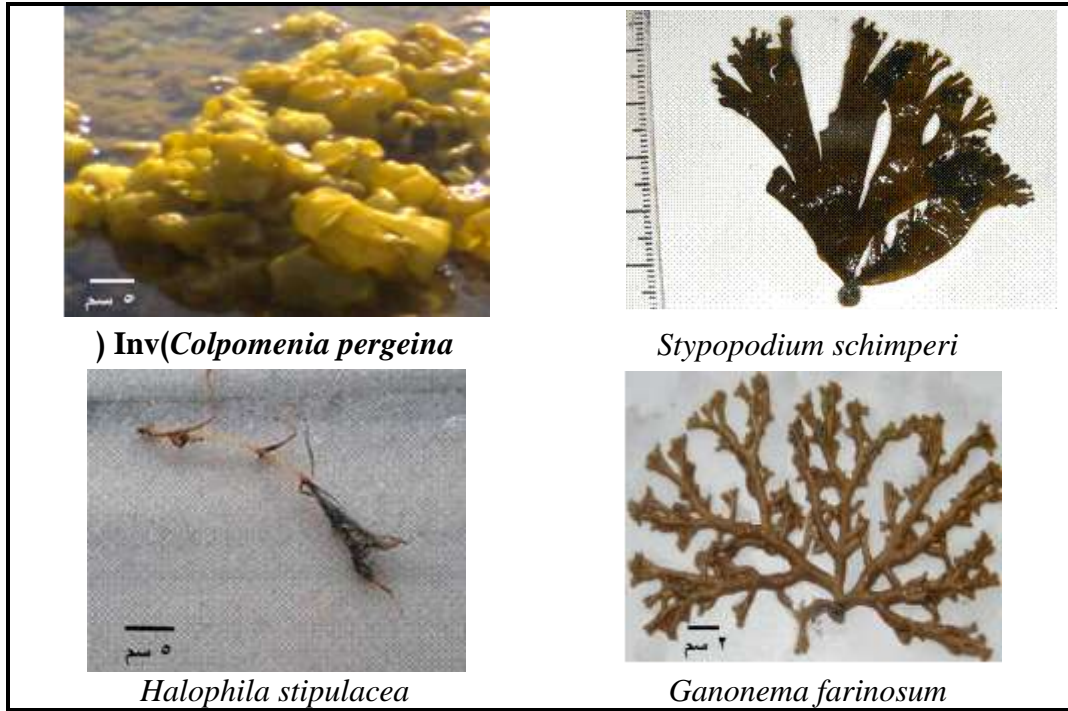 ٥ سم
) Inv(Colpomenia pergeina
Stypopodium schimperi
٥ سم
٢ سم
Halophila stipulacea
Ganonema farinosum